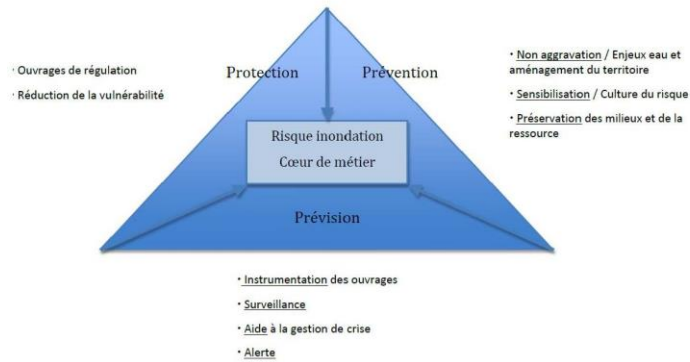 · Ouvrages de régulation
· Réduction de la vulnérabilité
Protection
Prévention
· Non aggravation / Enjeux eau et
aménagement du territoire
· Sensibilisation / Culture du risque
· Préservation des milieux et de la
ressource
Risque inondation
Cœur de métier
Prévision
· Instrumentation des ouvrages
· Surveillance
· Aide à la gestion de crise
· Alerte